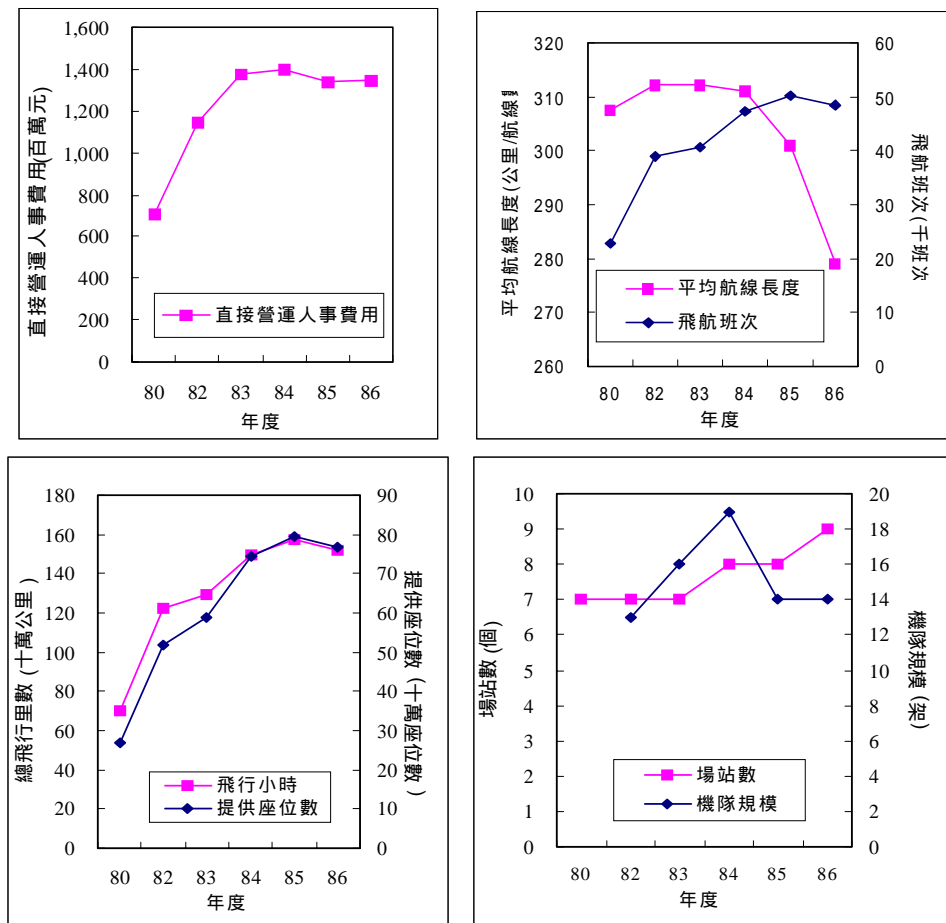 直接營運人事費用(百萬元)
1,600
1,400
1,200
1,000
800
600
400
200
0
直接營運人事費用
80 82 83 84 85 86
年度
平均航線長度(公里/航線
320
310
300
290
280
270
260
平均航線長度
飛航班次
60
50
40
30
20
10
0
飛航班次(千班次
80 82 83 84 85 86
年度
總飛行里數(十萬公里)
180
160
140
120
100
80
60
40
20
0
飛行小時
提供座位數
90
80
70
60
50
40
30
20
10
0
提供座位數(十萬座位數)
80 82 83 84 85 86
年度
場站數(個)
10
9
8
7
6
5
4
3
2
1
0
場站數
機隊規模
20
18
16
14
12
10
8
6
4
2
0
機隊規模(架)
80 82 83 84 85 86
年度